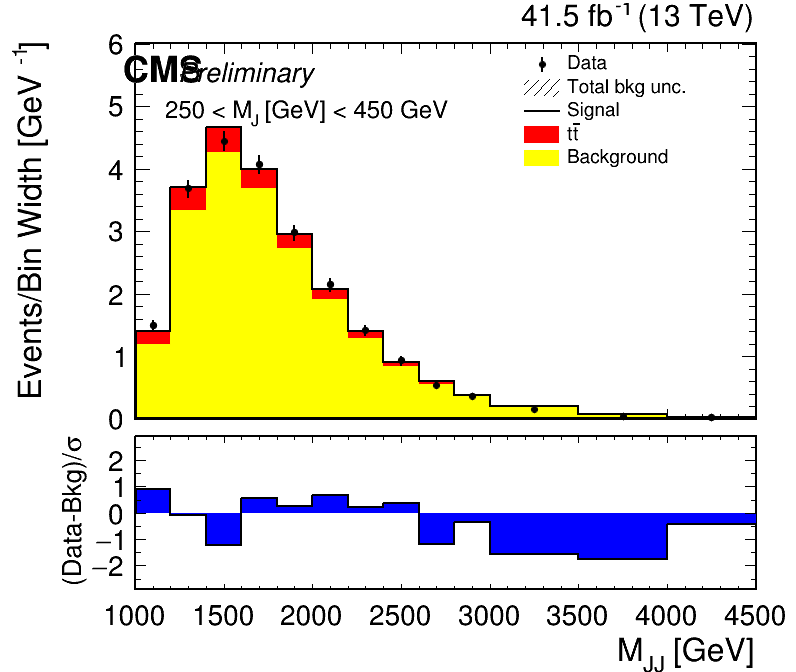 41.5 fb⁻¹ (13 TeV)
CMS Preliminary
250 < M_J [GeV] < 450 GeV
Data
Total bkg unc.
Signal
tt̅
Background
Events/Bin Width [GeV⁻¹]
6
5
4
3
2
1
0
(Data-Bkg)/σ
2
1
0
−1
−2
1000 1500 2000 2500 3000 3500 4000 4500
M_JJ [GeV]